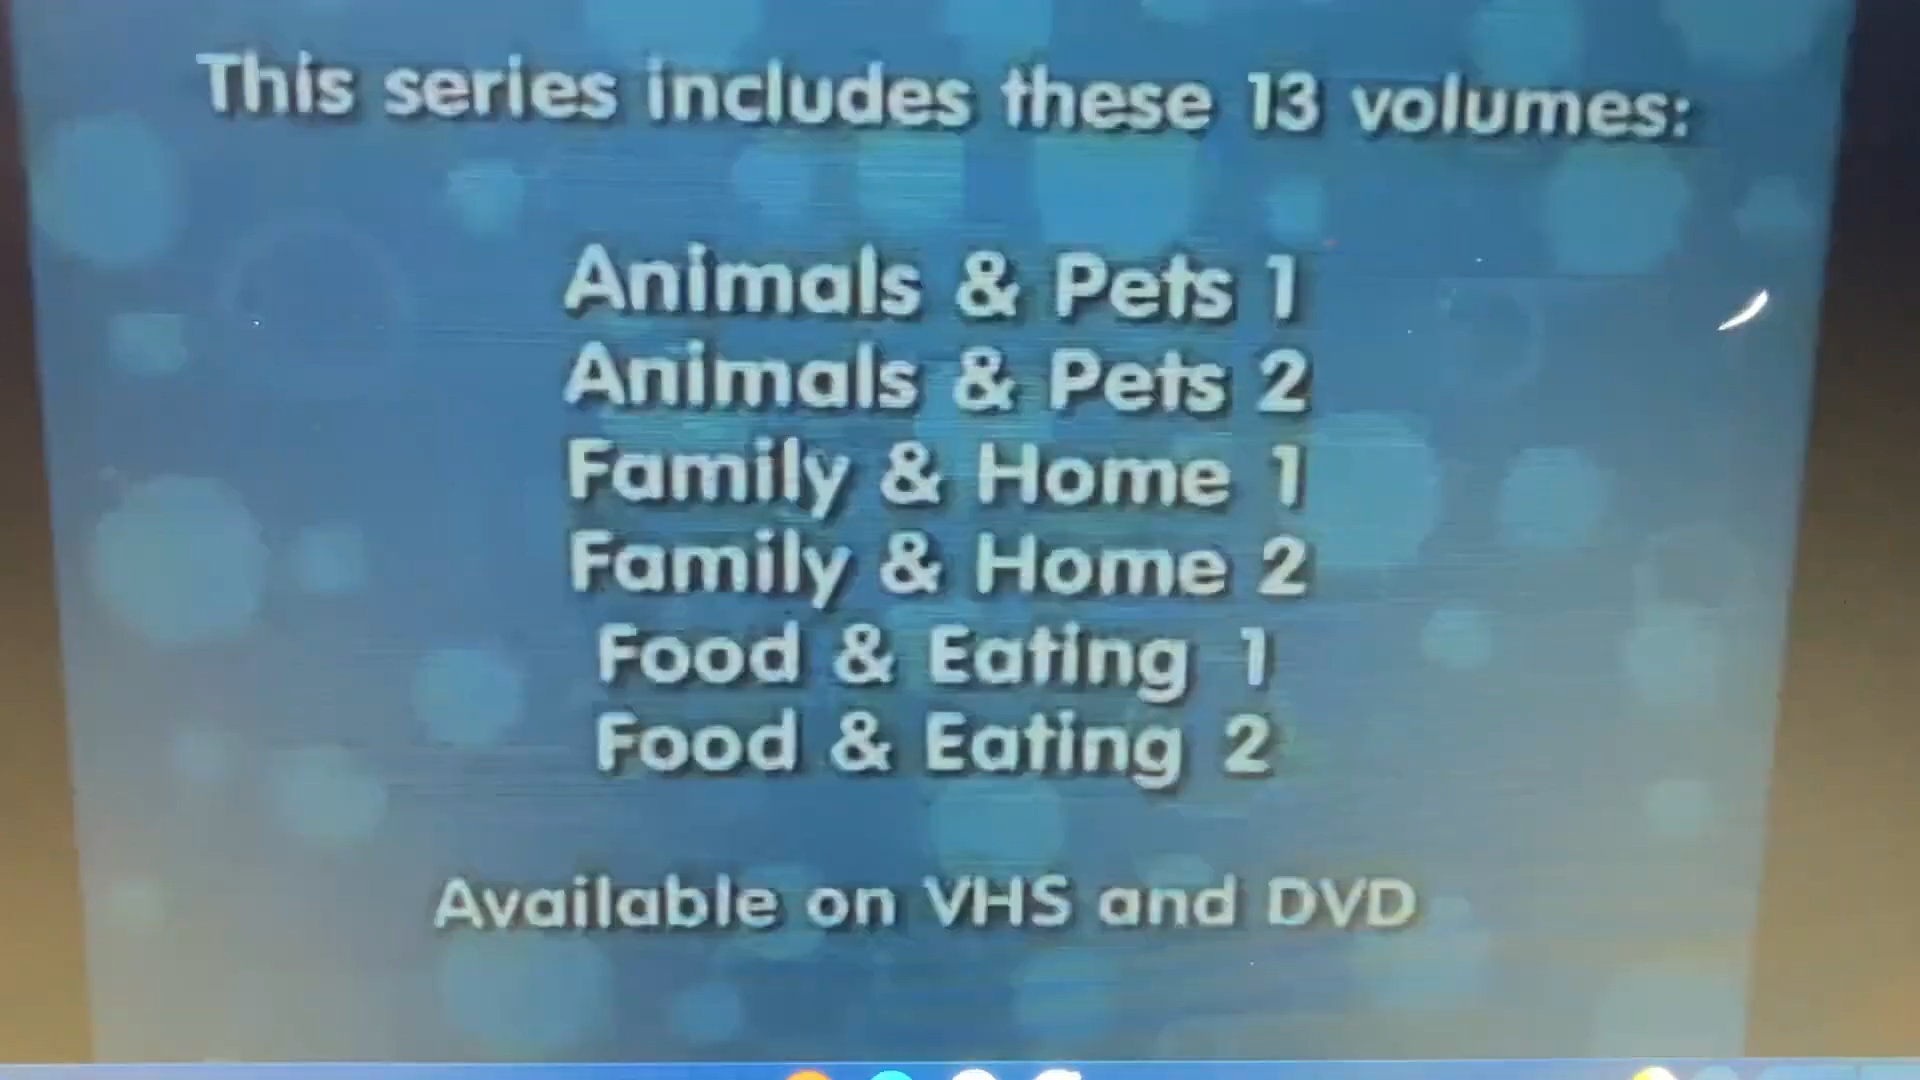 This series includes these 13 volumes:
Animals & Pets 1
Animals & Pets 2
Family & Home 1
Family & Home 2
Food & Eating 1
Food & Eating 2
Available on VHS and DVD